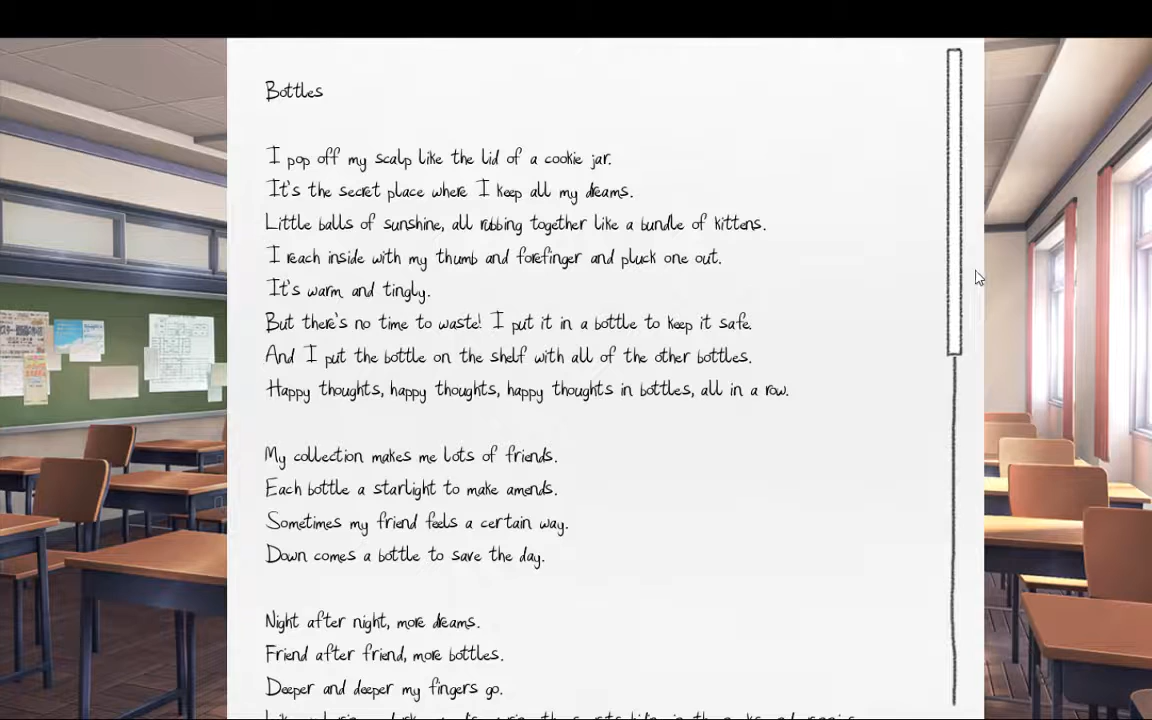 Bottles
I pop off my scalp like the lid of a cookie jar.
It's the secret place where I keep all my dreams.
Little balls of sunshine, all rubbing together like a bundle of kittens.
I reach inside with my thumb and forefinger and pluck one out.
It's warm and tingly.
But there's no time to waste! I put it in a bottle to keep it safe.
And I put the bottle on the shelf with all of the other bottles.
Happy thoughts, happy thoughts, happy thoughts in bottles, all in a row.
My collection makes me lots of friends.
Each bottle a starlight to make amends.
Sometimes my friend feels a certain way.
Down comes a bottle to save the day.
Night after night, more dreams.
Friend after friend, more bottles.
Deeper and deeper my fingers go.